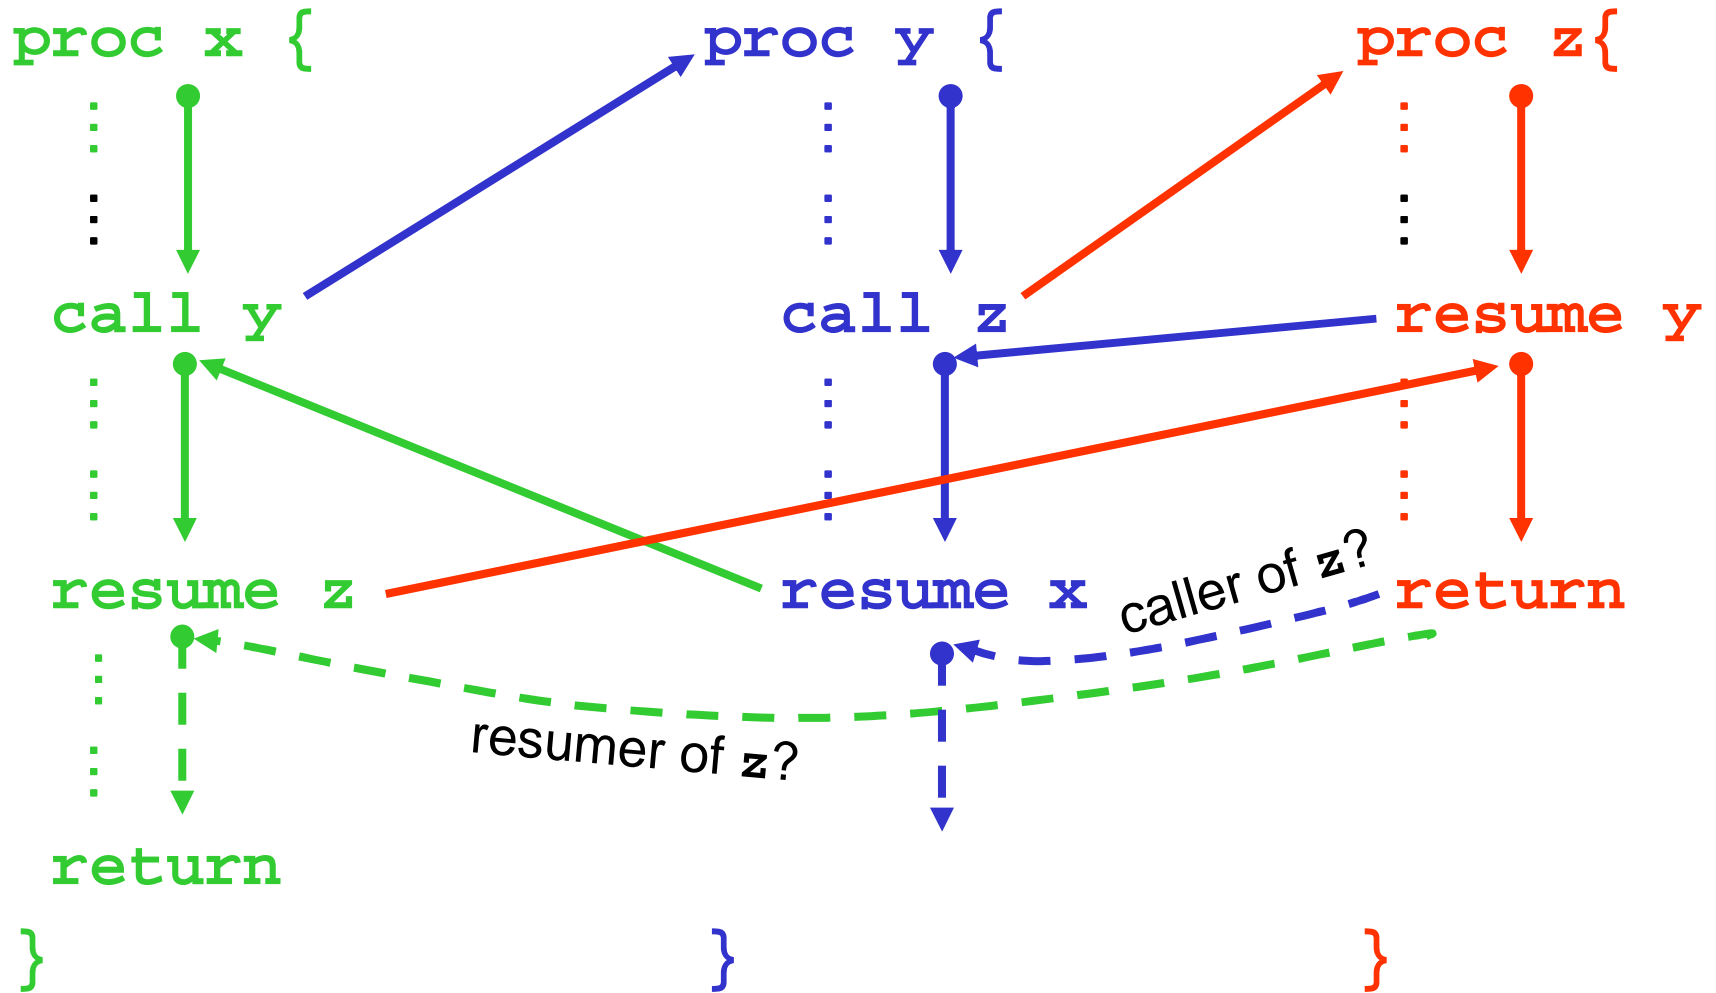 proc x {
call y
resume z
return
}
proc y {
call z
resume x
}
proc z{
resume y
return
}
caller of z?
resumer of z?